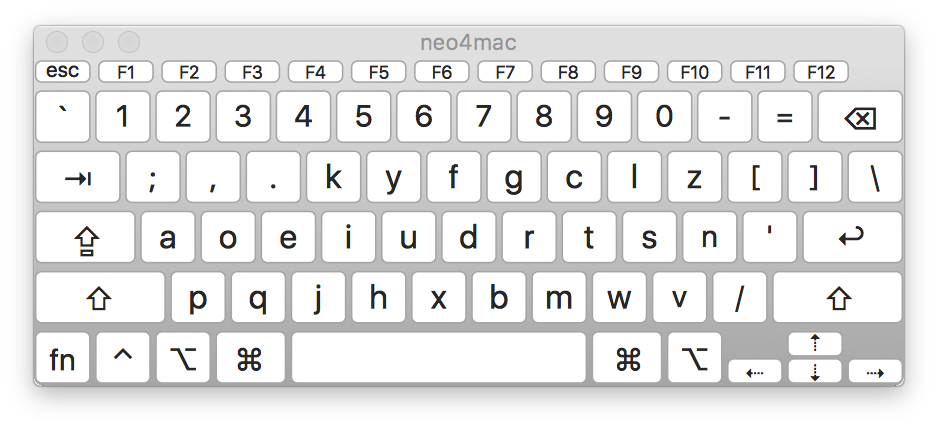 neo4mac
esc F1 F2 F3 F4 F5 F6 F7 F8 F9 F10 F11 F12
` 1 2 3 4 5 6 7 8 9 0 - = ⌫
⇥ ; , . k y f g c l z [ ] \
⇪ a o e i u d r t s n ' ↩
⇧ p q j h x b m w v / ⇧
fn ^ ⌥ ⌘ ⌘ ⌥ ⇠ ⇡ ⇣ ⇢